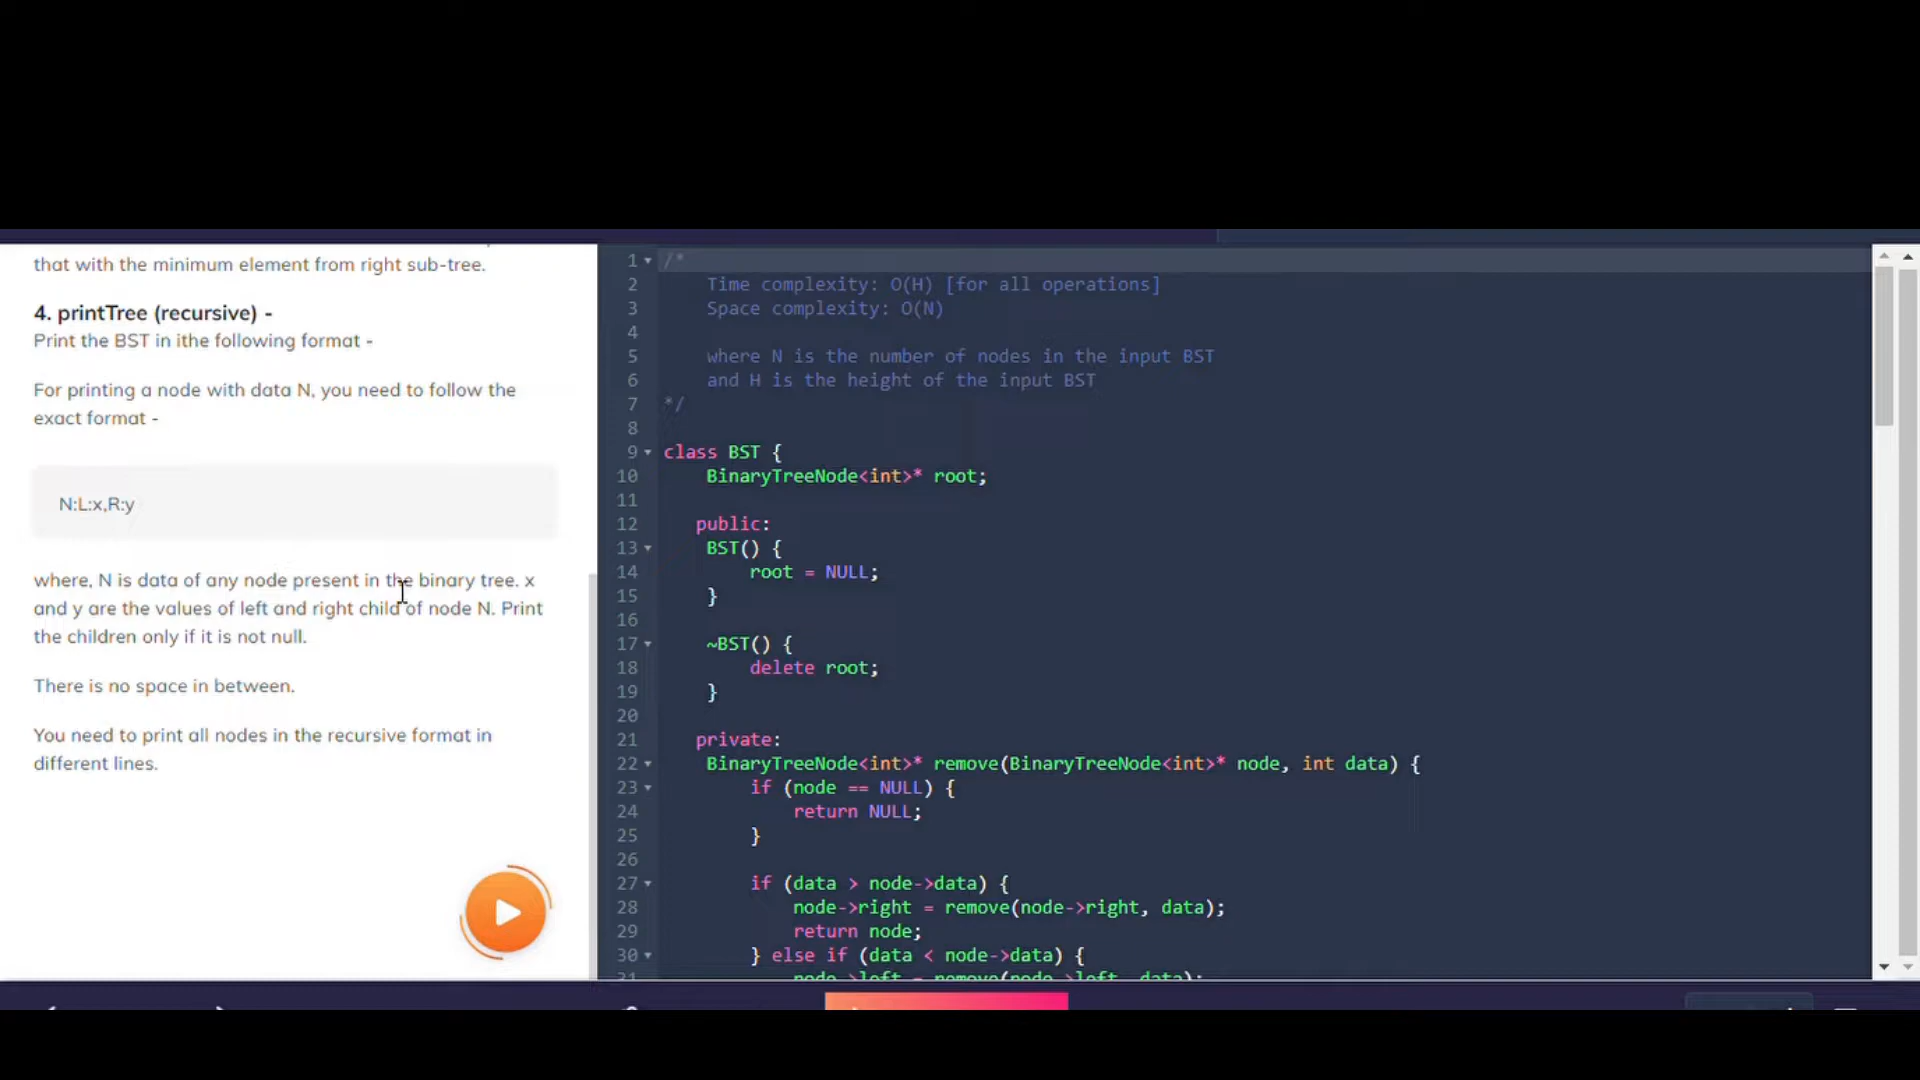 that with the minimum element from right sub-tree.
4. printTree (recursive) -
Print the BST in ithe following format -
For printing a node with data N, you need to follow the
exact format -
N:L:x,R:y
where, N is data of any node present in the binary tree. x
and y are the values of left and right child of node N. Print
the children only if it is not null.
There is no space in between.
You need to print all nodes in the recursive format in
different lines.
1 /*
2 Time complexity: O(H) [for all operations]
3 Space complexity: O(N)
4
5 where N is the number of nodes in the input BST
6 and H is the height of the input BST
7 */
8
9 class BST {
10 BinaryTreeNode<int>* root;
11
12 public:
13 BST() {
14 root = NULL;
15 }
16
17 ~BST() {
18 delete root;
19 }
20
21 private:
22 BinaryTreeNode<int>* remove(BinaryTreeNode<int>* node, int data) {
23 if (node == NULL) {
24 return NULL;
25 }
26
27 if (data > node->data) {
28 node->right = remove(node->right, data);
29 return node;
30 } else if (data < node->data) {
31 node->left = remove(node->left, data);